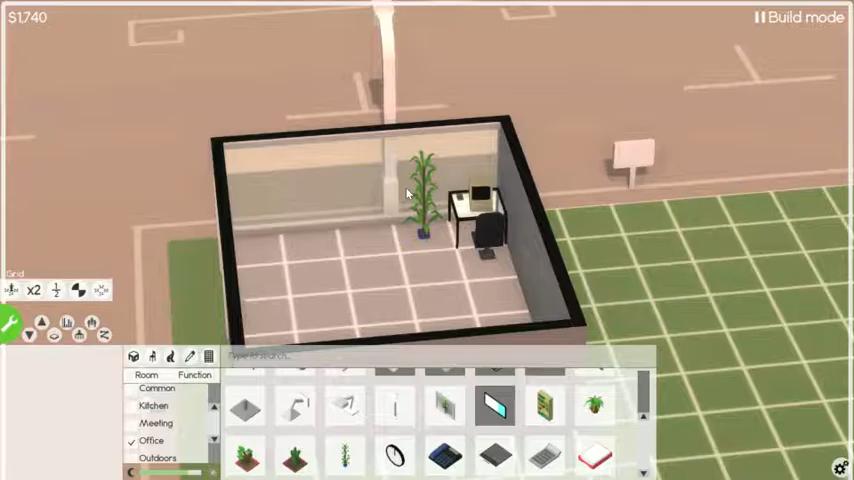 $1,740
Build mode
Grid
x2
1/2
Type to search...
Room
Function
Common
Kitchen
Meeting
Office
Outdoors